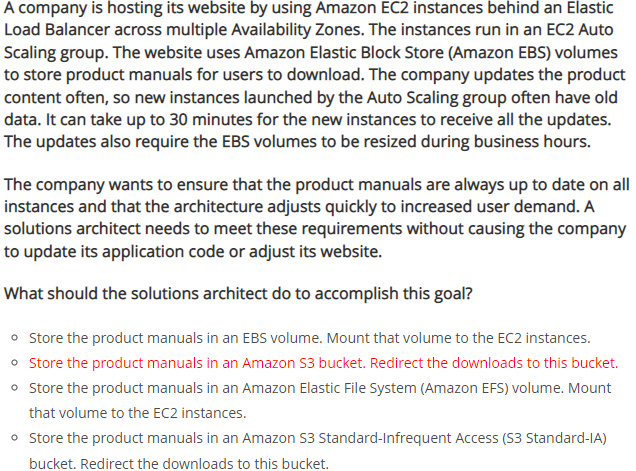 A company is hosting its website by using Amazon EC2 instances behind an Elastic
Load Balancer across multiple Availability Zones. The instances run in an EC2 Auto
Scaling group. The website uses Amazon Elastic Block Store (Amazon EBS) volumes
to store product manuals for users to download. The company updates the product
content often, so new instances launched by the Auto Scaling group often have old
data. It can take up to 30 minutes for the new instances to receive all the updates.
The updates also require the EBS volumes to be resized during business hours.
The company wants to ensure that the product manuals are always up to date on all
instances and that the architecture adjusts quickly to increased user demand. A
solutions architect needs to meet these requirements without causing the company
to update its application code or adjust its website.
What should the solutions architect do to accomplish this goal?
Store the product manuals in an EBS volume. Mount that volume to the EC2 instances.
Store the product manuals in an Amazon S3 bucket. Redirect the downloads to this bucket.
Store the product manuals in an Amazon Elastic File System (Amazon EFS) volume. Mount
that volume to the EC2 instances.
Store the product manuals in an Amazon S3 Standard-Infrequent Access (S3 Standard-IA)
bucket. Redirect the downloads to this bucket.